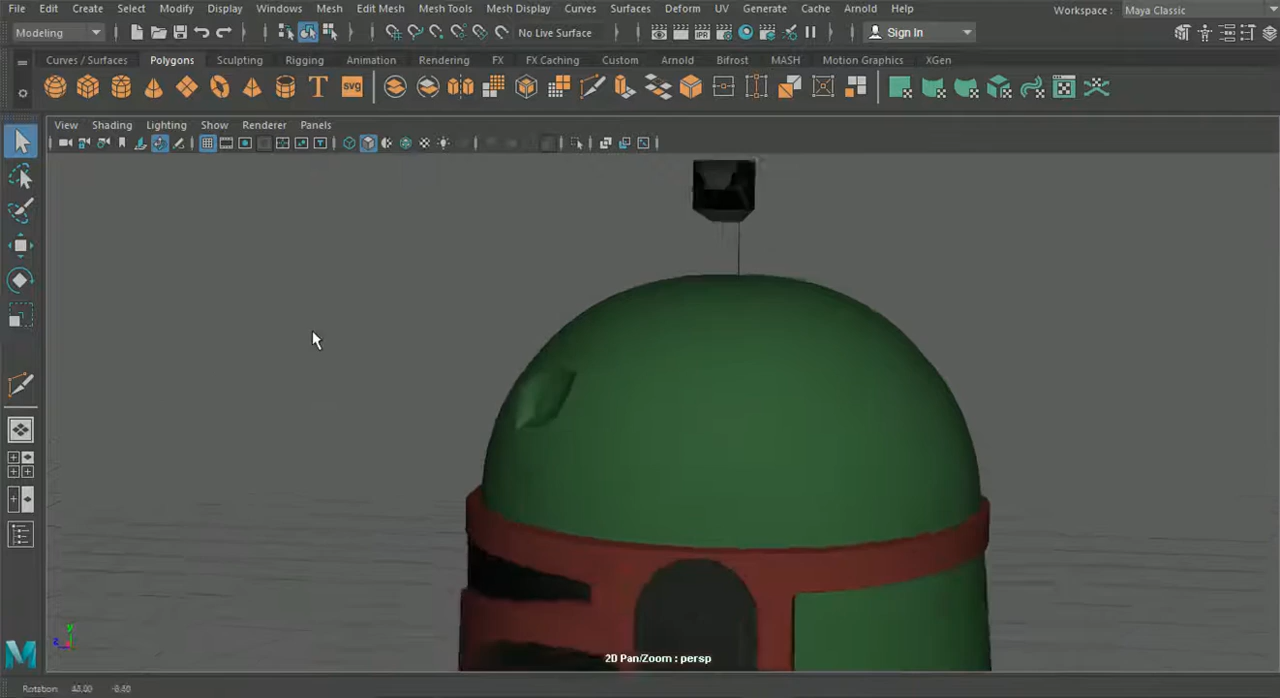 File Edit Create Select Modify Display Windows Mesh Edit Mesh Mesh Tools Mesh Display Curves Surfaces Deform UV Generate Cache Arnold Help Workspace : Maya Classic
Modeling No Live Surface IPR Sign In
Curves / Surfaces Polygons Sculpting Rigging Animation Rendering FX FX Caching Custom Arnold Bifrost MASH Motion Graphics XGen
T SVG
View Shading Lighting Show Renderer Panels
y
z
2D Pan/Zoom : persp
M